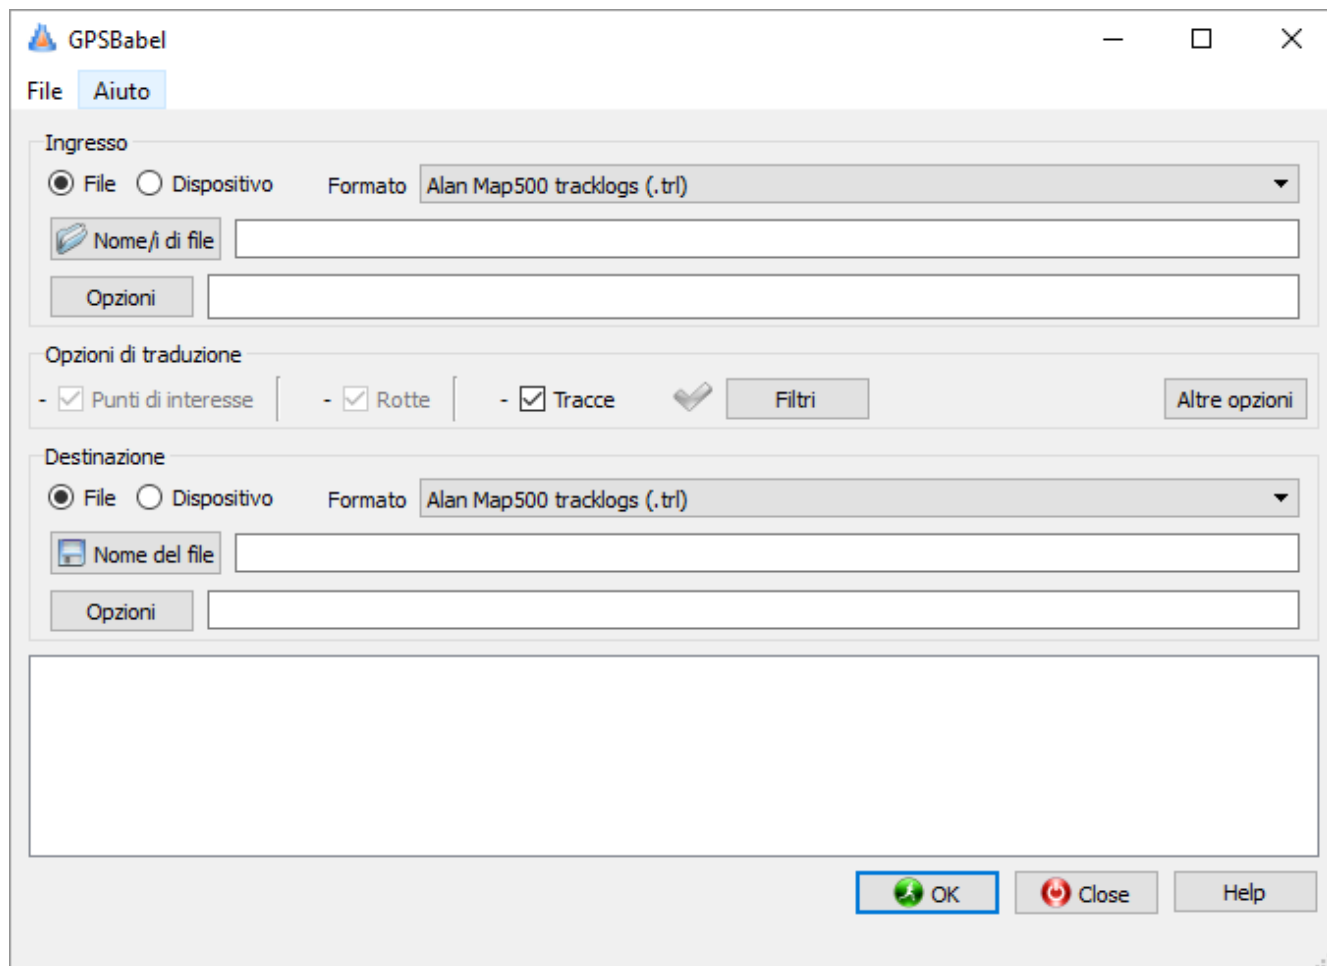 GPSBabel
File Aiuto
Ingresso
File Dispositivo Formato Alan Map500 tracklogs (.trl)
Nome/i di file
Opzioni
Opzioni di traduzione
- Punti di interesse - Rotte - Tracce Filtri Altre opzioni
Destinazione
File Dispositivo Formato Alan Map500 tracklogs (.trl)
Nome del file
Opzioni
OK Close Help